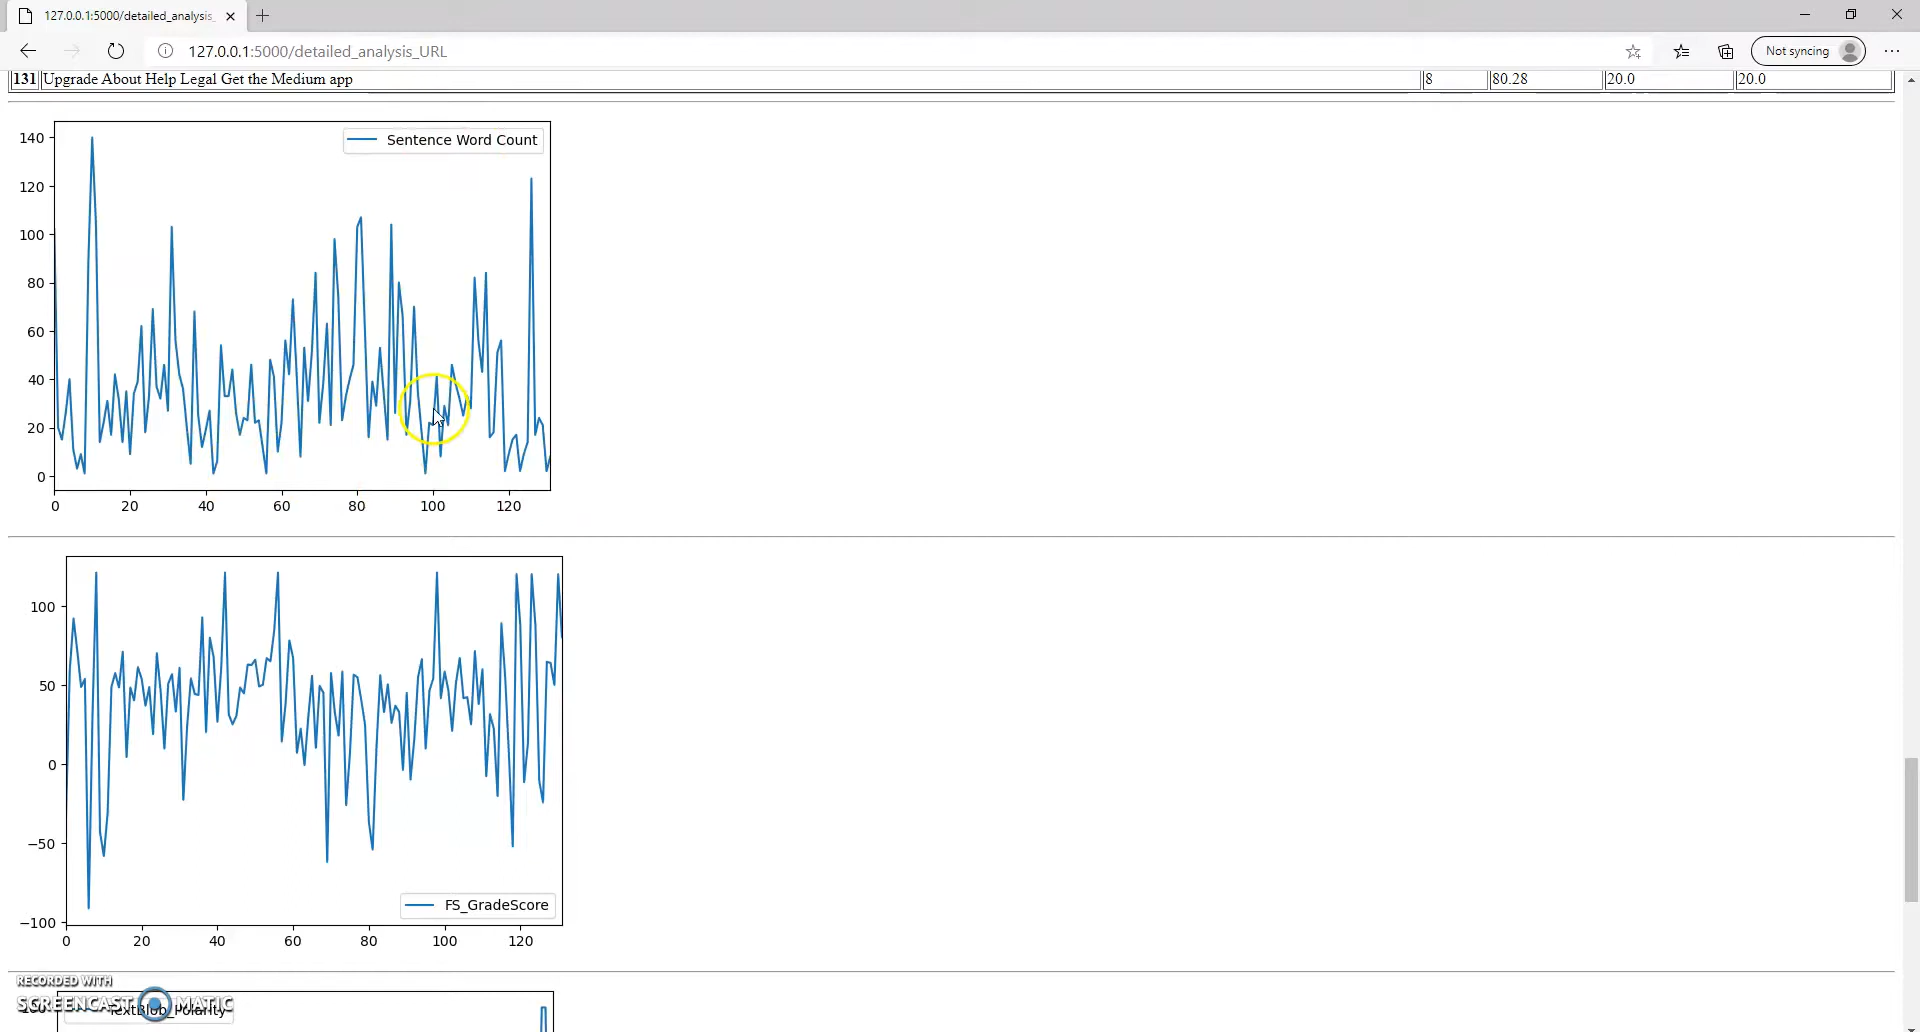 127.0.0.1:5000/detailed_analysis_
127.0.0.1:5000/detailed_analysis_URL
Not syncing
131 Upgrade About Help Legal Get the Medium app 8 80.28 20.0 20.0
Sentence Word Count
140
120
100
80
60
40
20
0
0 20 40 60 80 100 120
100
50
0
−50
−100
FS_GradeScore
0 20 40 60 80 100 120
RECORDED WITH
SCREENCAST-O-MATIC
TextBlob_Polarity